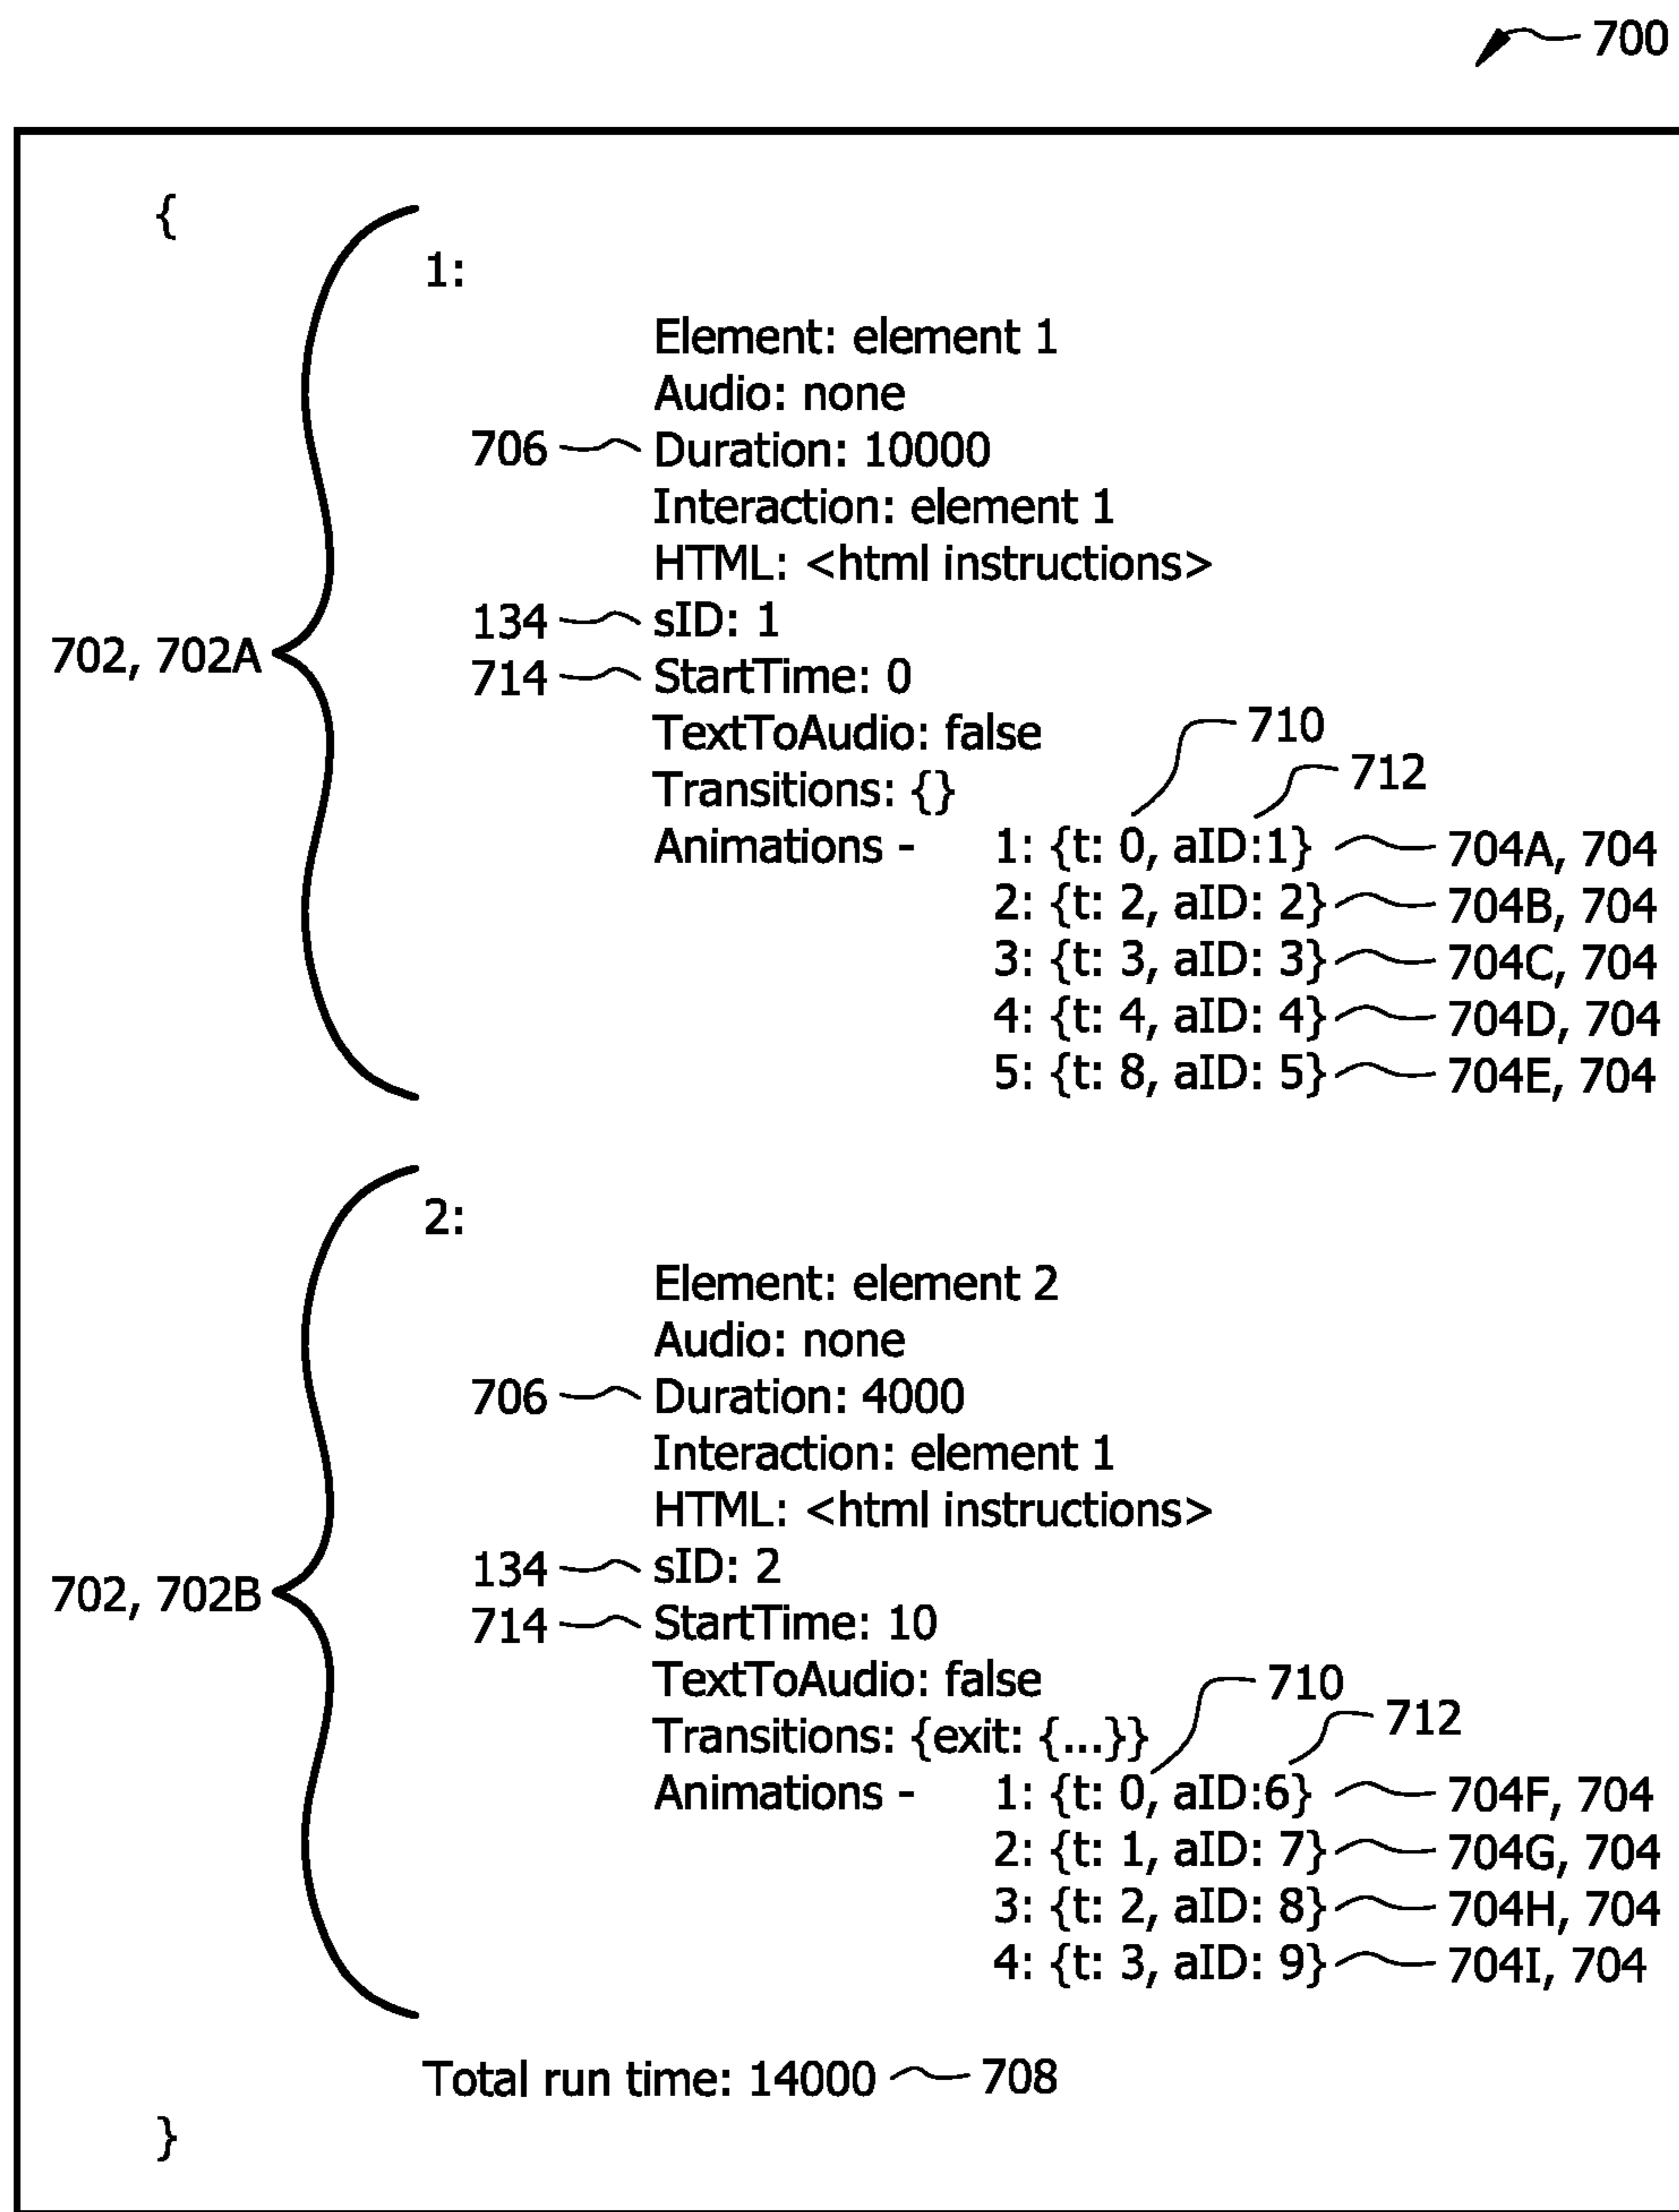 700
{
1:
Element: element 1
Audio: none
706 Duration: 10000
Interaction: element 1
HTML: <html instructions>
134 sID: 1
702, 702A
714 StartTime: 0
TextToAudio: false
710
Transitions: {}
712
Animations - 1: {t: 0, aID:1} 704A, 704
2: {t: 2, aID: 2} 704B, 704
3: {t: 3, aID: 3} 704C, 704
4: {t: 4, aID: 4} 704D, 704
5: {t: 8, aID: 5} 704E, 704
2:
Element: element 2
Audio: none
706 Duration: 4000
Interaction: element 1
HTML: <html instructions>
134 sID: 2
702, 702B
714 StartTime: 10
TextToAudio: false
710
Transitions: {exit: {...}}
712
Animations - 1: {t: 0, aID:6} 704F, 704
2: {t: 1, aID: 7} 704G, 704
3: {t: 2, aID: 8} 704H, 704
4: {t: 3, aID: 9} 704I, 704
Total run time: 14000 708
}